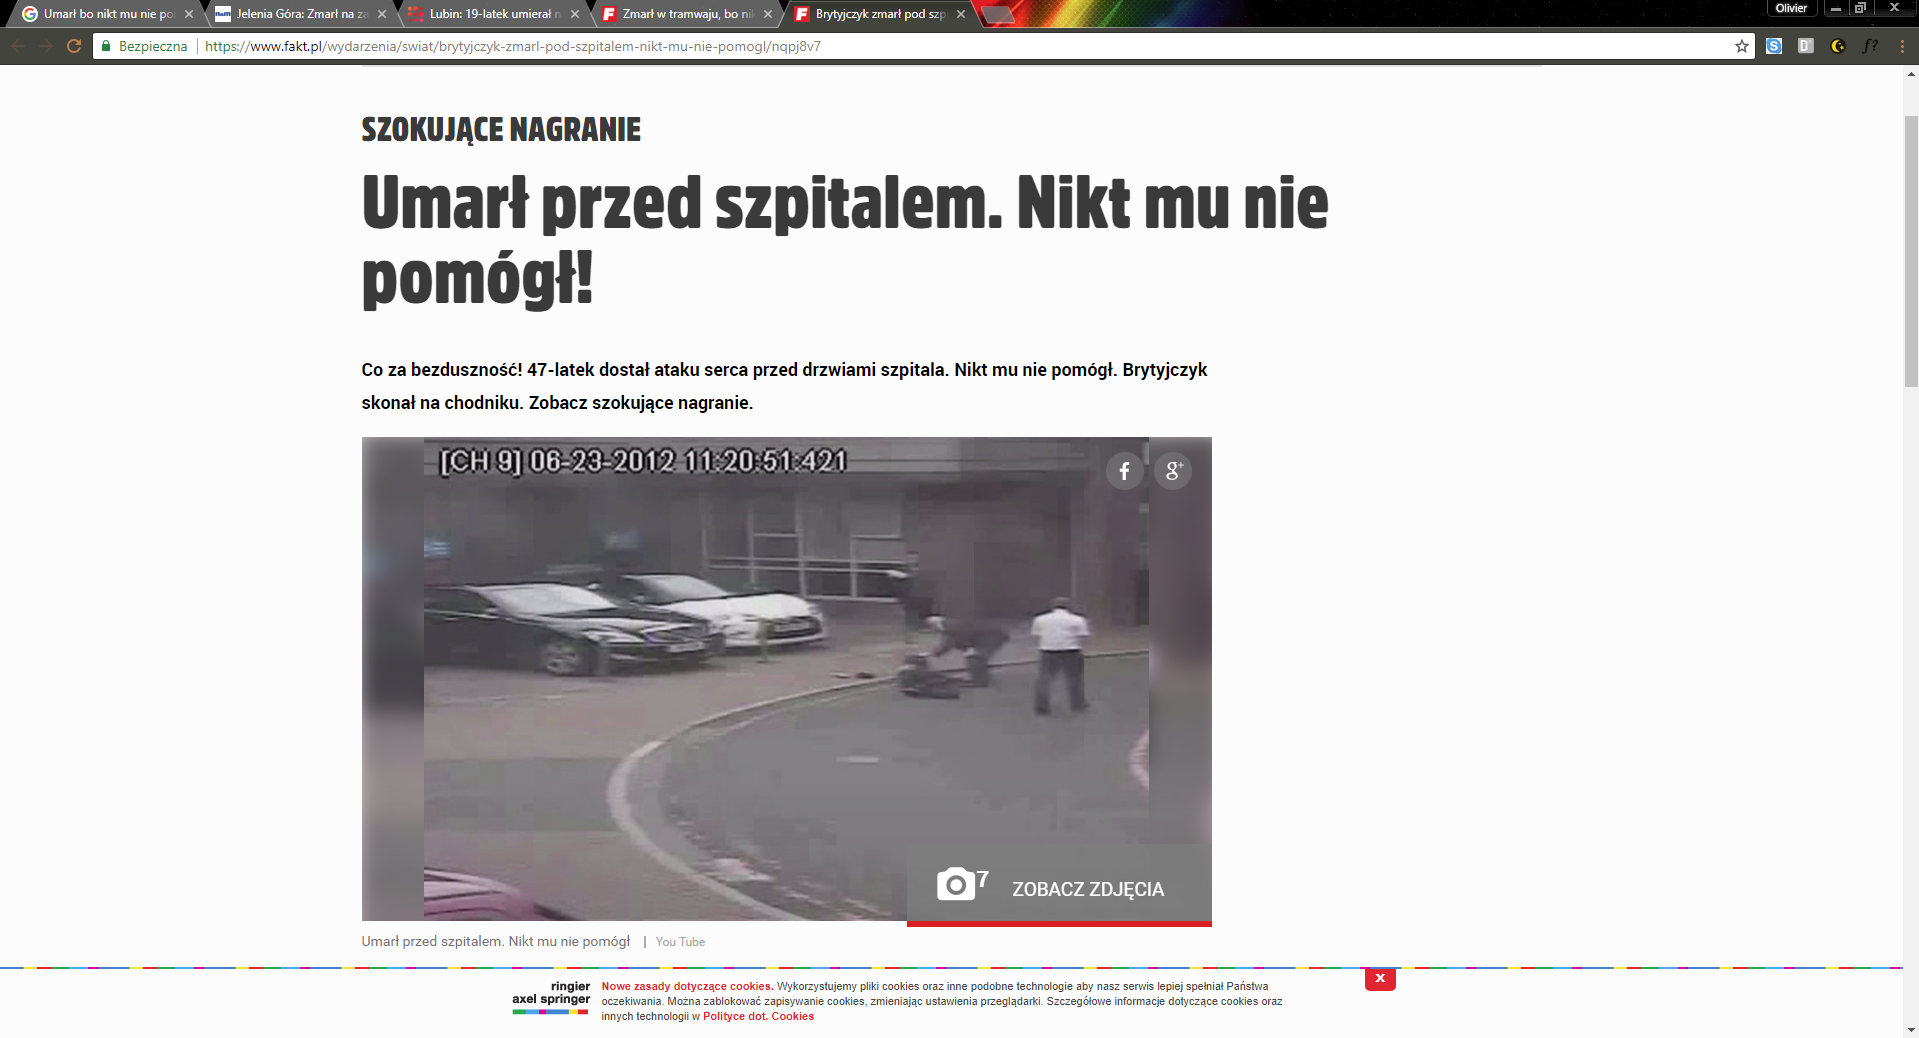 Umarł bo nikt mu nie po
Jelenia Góra: Zmarł na za
Lubin: 19-latek umierał n
Zmarł w tramwaju, bo nik
Brytyjczyk zmarł pod szp
Olivier
Bezpieczna
https://www.fakt.pl/wydarzenia/swiat/brytyjczyk-zmarl-pod-szpitalem-nikt-mu-nie-pomogl/nqpj8v7
SZOKUJĄCE NAGRANIE
Umarł przed szpitalem. Nikt mu nie
pomógł!
Co za bezduszność! 47-latek dostał ataku serca przed drzwiami szpitala. Nikt mu nie pomógł. Brytyjczyk
skonał na chodniku. Zobacz szokujące nagranie.
[CH 9] 06-23-2012 11:20:51:421
f g+
7 ZOBACZ ZDJĘCIA
Umarł przed szpitalem. Nikt mu nie pomógł | You Tube
ringier
axel springer
Nowe zasady dotyczące cookies. Wykorzystujemy pliki cookies oraz inne podobne technologie aby nasz serwis lepiej spełniał Państwa
oczekiwania. Można zablokować zapisywanie cookies, zmieniając ustawienia przeglądarki. Szczegółowe informacje dotyczące cookies oraz
innych technologii w Polityce dot. Cookies
x